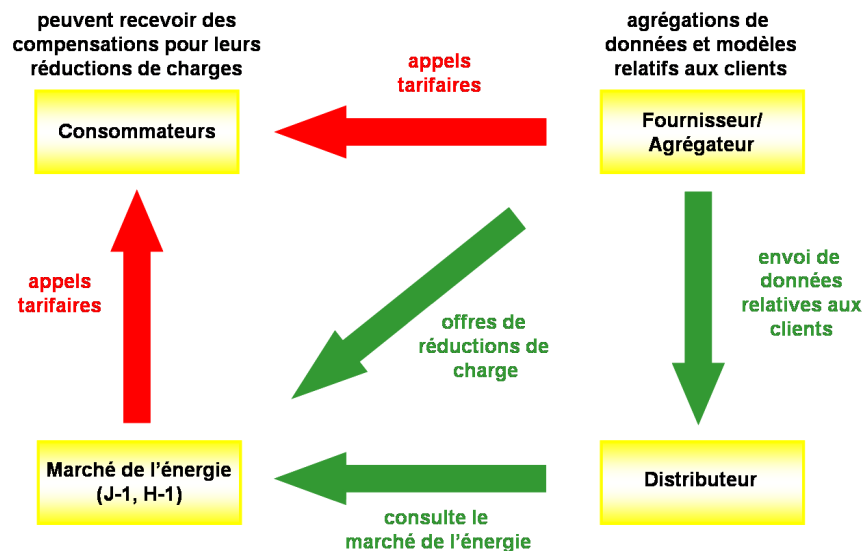 peuvent recevoir des
compensations pour leurs
réductions de charges
Consommateurs
appels
tarifaires
agrégations de
données et modèles
relatifs aux clients
Fournisseur/
Agrégateur
appels
tarifaires
offres de
réductions de
charge
envoi de
données
relatives aux
clients
Marché de l'énergie
(J-1, H-1)
consulte le
marché de l'énergie
Distributeur